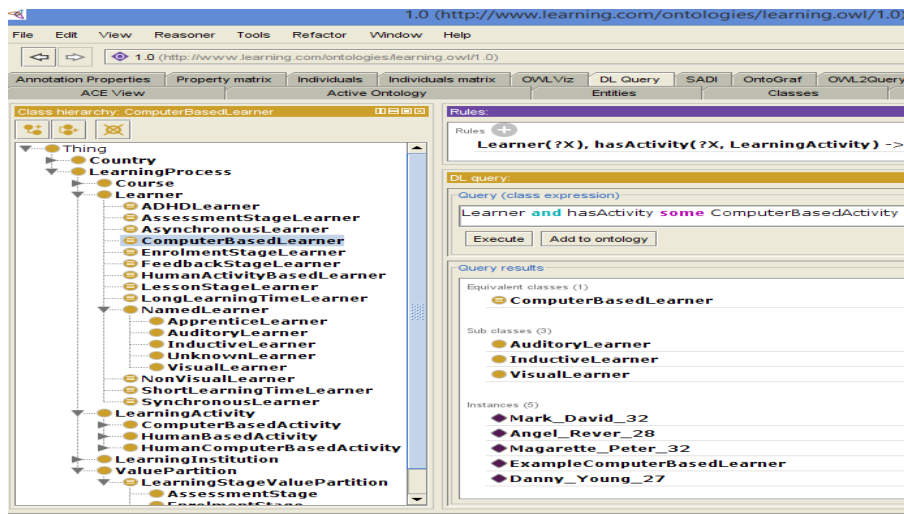 1.0 (http://www.learning.com/ontologies/learning.owl/1.0)
File Edit View Reasoner Tools Refactor Window Help
1.0 (http://www.learning.com/ontologies/learning.owl/1.0)
Annotation Properties Property matrix Individuals Individuals matrix OWLViz DL Query SADI OntoGraf OWL2Query
ACE View Active Ontology Entities Classes
Class hierarchy: ComputerBasedLearner
Thing
Country
LearningProcess
Course
Learner
ADHDLearner
AssessmentStageLearner
AsynchronousLearner
ComputerBasedLearner
EnrolmentStageLearner
FeedbackStageLearner
HumanActivityBasedLearner
LessonStageLearner
LongLearningTimeLearner
NamedLearner
ApprenticeLearner
AuditoryLearner
InductiveLearner
UnknownLearner
VisualLearner
NonVisualLearner
ShortLearningTimeLearner
SynchronousLearner
LearningActivity
ComputerBasedActivity
HumanBasedActivity
HumanComputerBasedActivity
LearningInstitution
ValuePartition
LearningStageValuePartition
AssessmentStage
EnrolmentStage
Rules:
Rules
Learner(?X), hasActivity(?X, LearningActivity) ->
DL query:
Query (class expression)
Learner and hasActivity some ComputerBasedActivity
Execute Add to ontology
Query results
Equivalent classes (1)
ComputerBasedLearner
Sub classes (3)
AuditoryLearner
InductiveLearner
VisualLearner
Instances (5)
Mark_David_32
Angel_Rever_28
Magarette_Peter_32
ExampleComputerBasedLearner
Danny_Young_27